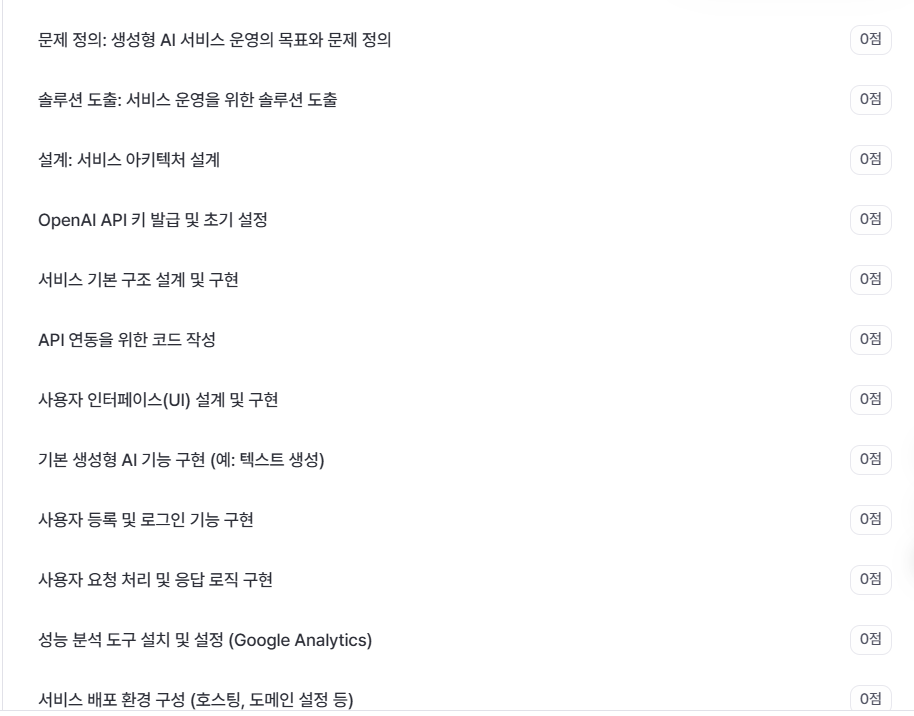 문제 정의: 생성형 AI 서비스 운영의 목표와 문제 정의 0점
솔루션 도출: 서비스 운영을 위한 솔루션 도출 0점
설계: 서비스 아키텍처 설계 0점
OpenAI API 키 발급 및 초기 설정 0점
서비스 기본 구조 설계 및 구현 0점
API 연동을 위한 코드 작성 0점
사용자 인터페이스(UI) 설계 및 구현 0점
기본 생성형 AI 기능 구현 (예: 텍스트 생성) 0점
사용자 등록 및 로그인 기능 구현 0점
사용자 요청 처리 및 응답 로직 구현 0점
성능 분석 도구 설치 및 설정 (Google Analytics) 0점
서비스 배포 환경 구성 (호스팅, 도메인 설정 등) 0점